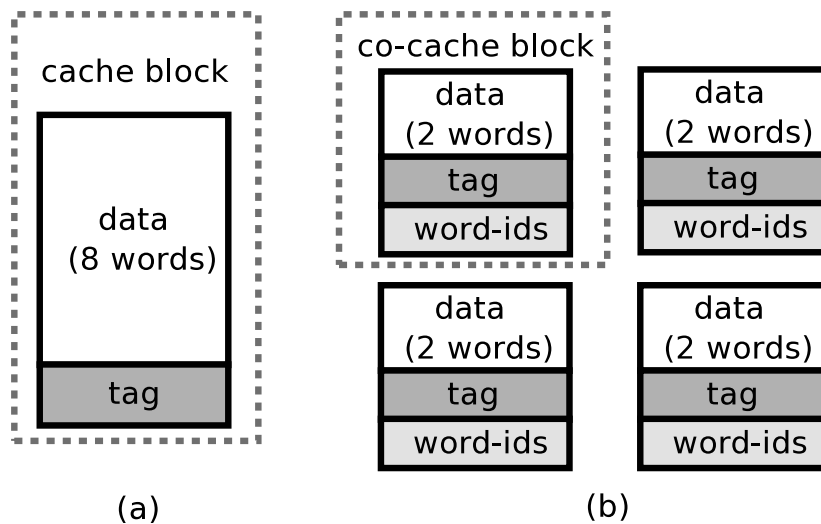 cache block
data
(8 words)
tag
(a)
co-cache block
data
(2 words)
tag
word-ids
data
(2 words)
tag
word-ids
data
(2 words)
tag
word-ids
data
(2 words)
tag
word-ids
(b)